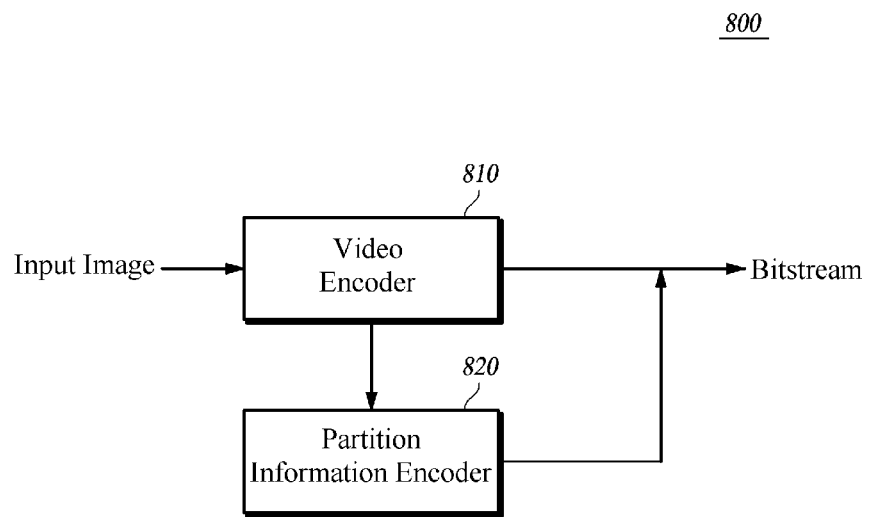 800
810
Video
Encoder
Input Image
Bitstream
820
Partition
Information Encoder